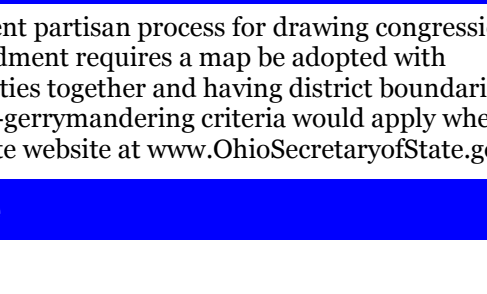 ent partisan process for drawing congressi
dment requires a map be adopted with
ties together and having district boundari
-gerrymandering criteria would apply whe
te website at www.OhioSecretaryofState.g